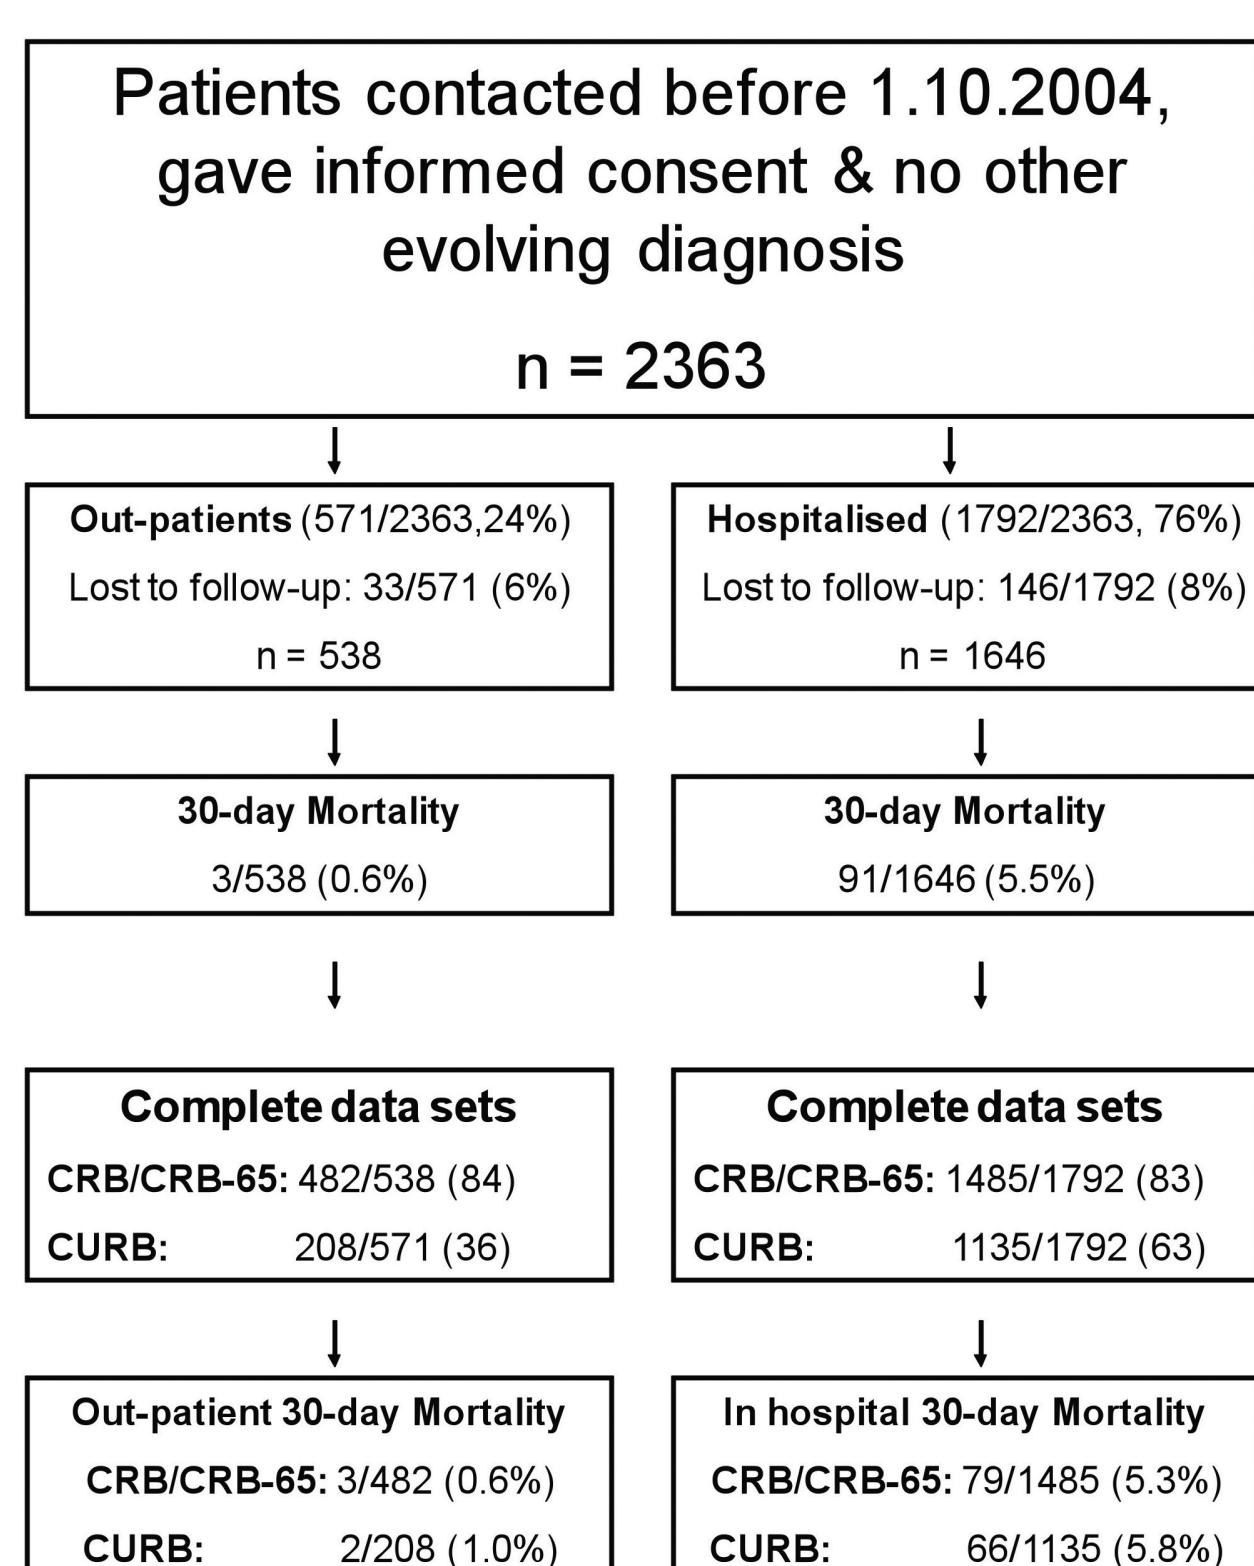 Patients contacted before 1.10.2004,
gave informed consent & no other
evolving diagnosis
n = 2363
Out-patients (571/2363,24%)
Lost to follow-up: 33/571 (6%)
n = 538
Hospitalised (1792/2363, 76%)
Lost to follow-up: 146/1792 (8%)
n = 1646
30-day Mortality
3/538 (0.6%)
30-day Mortality
91/1646 (5.5%)
Complete data sets
CRB/CRB-65: 482/538 (84)
CURB: 208/571 (36)
Complete data sets
CRB/CRB-65: 1485/1792 (83)
CURB: 1135/1792 (63)
Out-patient 30-day Mortality
CRB/CRB-65: 3/482 (0.6%)
CURB: 2/208 (1.0%)
In hospital 30-day Mortality
CRB/CRB-65: 79/1485 (5.3%)
CURB: 66/1135 (5.8%)